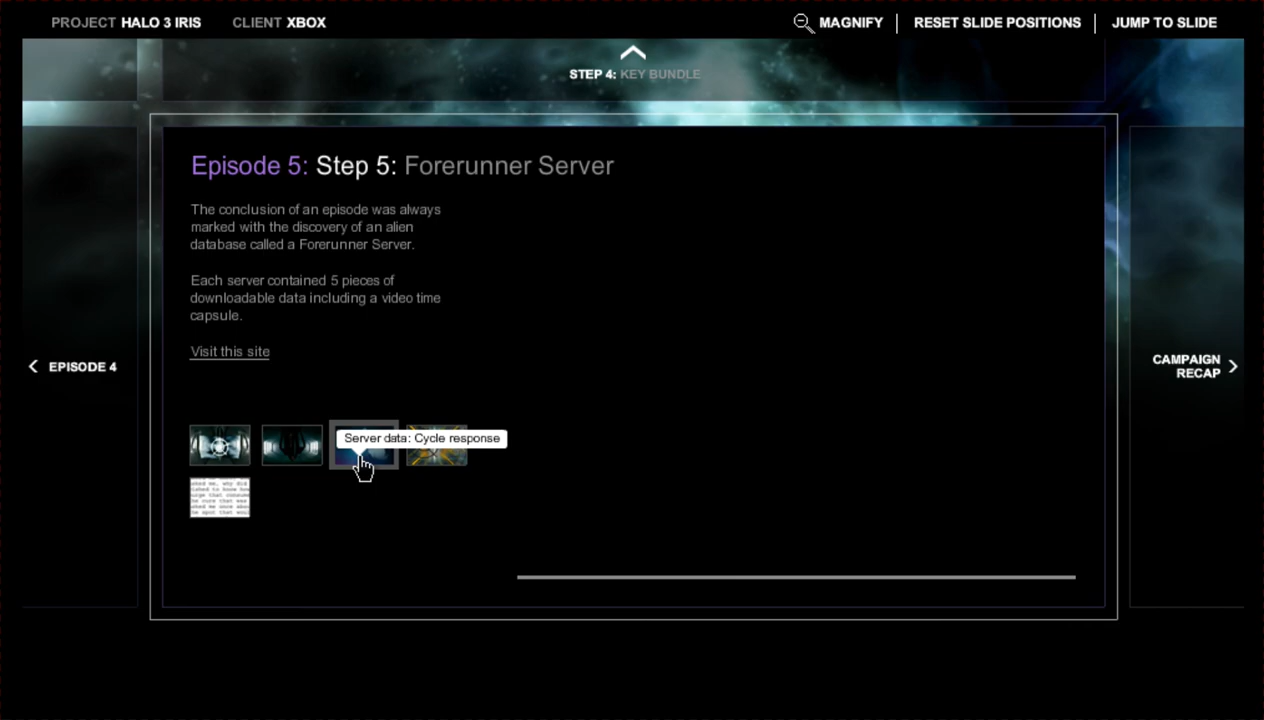 PROJECT HALO 3 IRIS CLIENT XBOX
MAGNIFY RESET SLIDE POSITIONS JUMP TO SLIDE
STEP 4: KEY BUNDLE
Episode 5: Step 5: Forerunner Server
The conclusion of an episode was always
marked with the discovery of an alien
database called a Forerunner Server.
Each server contained 5 pieces of
downloadable data including a video time
capsule.
Visit this site
EPISODE 4
CAMPAIGN
RECAP
Server data: Cycle response